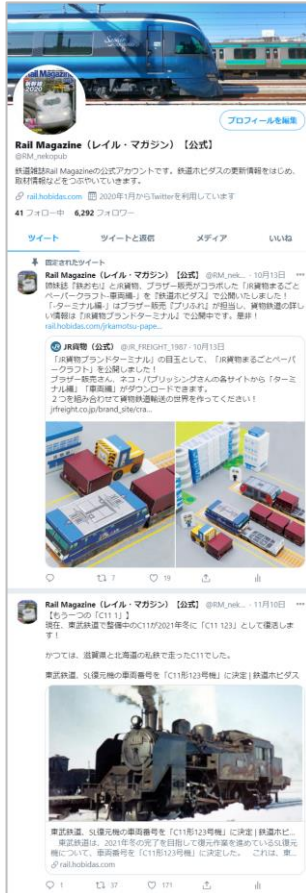 Rail Magazine
新幹線
2020
プロフィールを編集
Rail Magazine（レイル・マガジン）【公式】
@RM_nekopub
鉄道雑誌Rail Magazineの公式アカウントです。鉄道ホビダスの更新情報をはじめ、
取材情報などをつぶやいていきます。
rail.hobidas.com 2020年1月からTwitterを利用しています
41 フォロー中 6,292 フォロワー
ツイート ツイートと返信 メディア いいね
固定されたツイート
Rail Magazine（レイル・マガジン）【公式】 @RM_nek... · 10月13日 ···
姉妹誌『鉄おも!』とJR貨物、ブラザー販売がコラボした「JR貨物まるごと
ペーパークラフト-車両編-」を『鉄道ホビダス』で公開いたしました！
「-ターミナル編-」はブラザー販売『プリふれ』が担当し、貨物鉄道の詳し
い情報は『JR貨物ブランドターミナル』で公開中です。是非！
rail.hobidas.com/jrkamotsu-pape...
JR貨物（公式） @JR_FREIGHT_1987 · 10月13日
「JR貨物ブランドターミナル」の目玉として、「JR貨物まるごとペーパ
ークラフト」を公開しました！
ブラザー販売さん、ネコ・パブリッシングさんの各サイトから「ターミ
ナル編」「車両編」がダウンロードできます。
２つを組み合わせて貨物鉄道輸送の世界を作ってください！
jrfreight.co.jp/brand_site/cra...
7 19
Rail Magazine（レイル・マガジン）【公式】 @RM_nek... · 11月10日 ···
【もう一つの「C11 1」】
現在、東武鉄道で整備中のC11が2021年冬に「C11 123」として復活しま
す！
かつては、滋賀県と北海道の私鉄で走ったC11でした。
東武鉄道、SL復元機の車両番号を「C11形123号機」に決定 | 鉄道ホビダス
東武鉄道、SL復元機の車両番号を「C11形123号機」に決定 | 鉄道ホビ...
東武鉄道は、2021年冬の完了を目指して復元作業を進めているSL復元
機について、車両番号を「C11形123号機」に決定した。 これは、東...
rail.hobidas.com
1 37 171